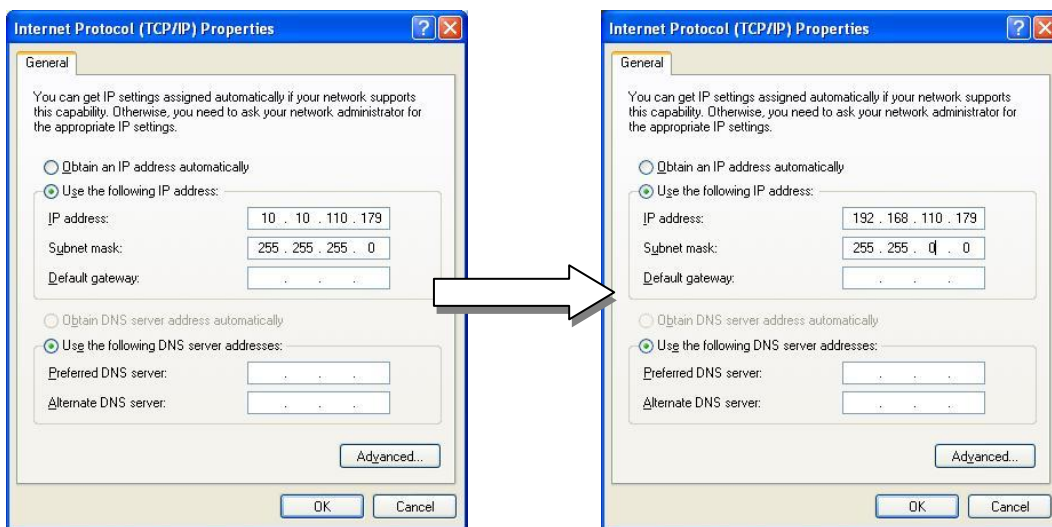 Internet Protocol (TCP/IP) Properties
General
You can get IP settings assigned automatically if your network supports
this capability. Otherwise, you need to ask your network administrator for
the appropriate IP settings.
Obtain an IP address automatically
Use the following IP address:
IP address: 10 . 10 . 110 . 179
Subnet mask: 255 . 255 . 255 . 0
Default gateway: . . .
Obtain DNS server address automatically
Use the following DNS server addresses:
Preferred DNS server: . . .
Alternate DNS server: . . .
Advanced...
OK Cancel
Internet Protocol (TCP/IP) Properties
General
You can get IP settings assigned automatically if your network supports
this capability. Otherwise, you need to ask your network administrator for
the appropriate IP settings.
Obtain an IP address automatically
Use the following IP address:
IP address: 192 . 168 . 110 . 179
Subnet mask: 255 . 255 . 0 . 0
Default gateway: . . .
Obtain DNS server address automatically
Use the following DNS server addresses:
Preferred DNS server: . . .
Alternate DNS server: . . .
Advanced...
OK Cancel